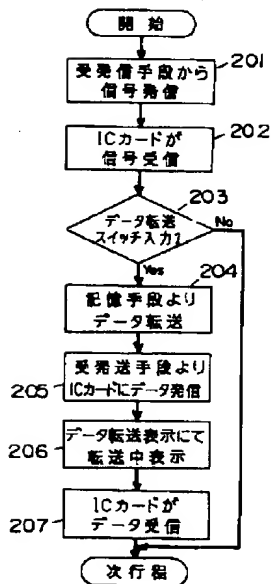 開始
201
受発信手段から
信号発信
202
ICカードが
信号受信
203
データ転送
スイッチ入力?
No
Yes
204
記憶手段より
データ転送
受発送手段より
ICカードにデータ発信
205
データ転送表示にて
転送中表示
206
ICカードが
データ受信
207
次行程